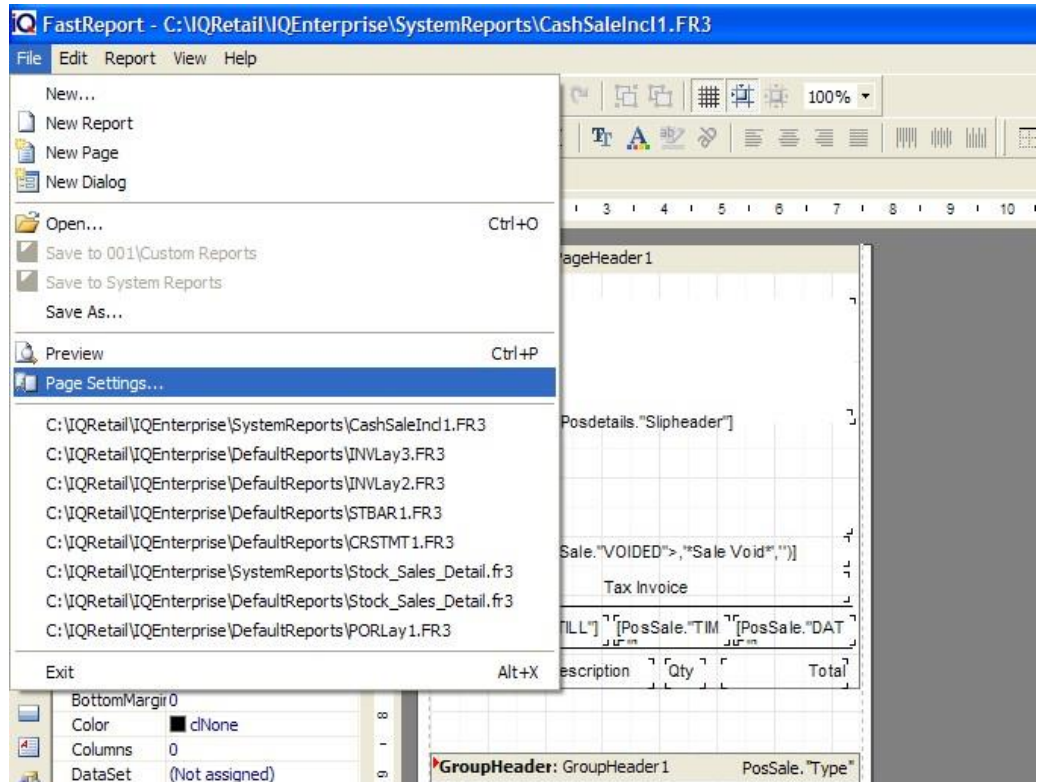 FastReport - C:\IQRetail\IQEnterprise\SystemReports\CashSaleIncl1.FR3
File Edit Report View Help
100%
New...
New Report
New Page
New Dialog
Open... Ctrl+O
Save to 001\Custom Reports
Save to System Reports
Save As...
Preview Ctrl+P
Page Settings...
C:\IQRetail\IQEnterprise\SystemReports\CashSaleIncl1.FR3
C:\IQRetail\IQEnterprise\DefaultReports\INVLay3.FR3
C:\IQRetail\IQEnterprise\DefaultReports\INVLay2.FR3
C:\IQRetail\IQEnterprise\DefaultReports\STBAR1.FR3
C:\IQRetail\IQEnterprise\DefaultReports\CRSTMT1.FR3
C:\IQRetail\IQEnterprise\SystemReports\Stock_Sales_Detail.fr3
C:\IQRetail\IQEnterprise\DefaultReports\Stock_Sales_Detail.fr3
C:\IQRetail\IQEnterprise\DefaultReports\PORLay1.FR3
Exit Alt+X
3 4 5 6 7 8 9 10
ageHeader1
Posdetails."Slipheader"]
Sale."VOIDED">,"*Sale Void*","")]
Tax Invoice
TILL"] [PosSale."TIM [PosSale."DAT
escription Qty Total
BottomMargir 0
Color clNone
Columns 0
DataSet (Not assigned)
8
9
GroupHeader: GroupHeader1 PosSale."Type"